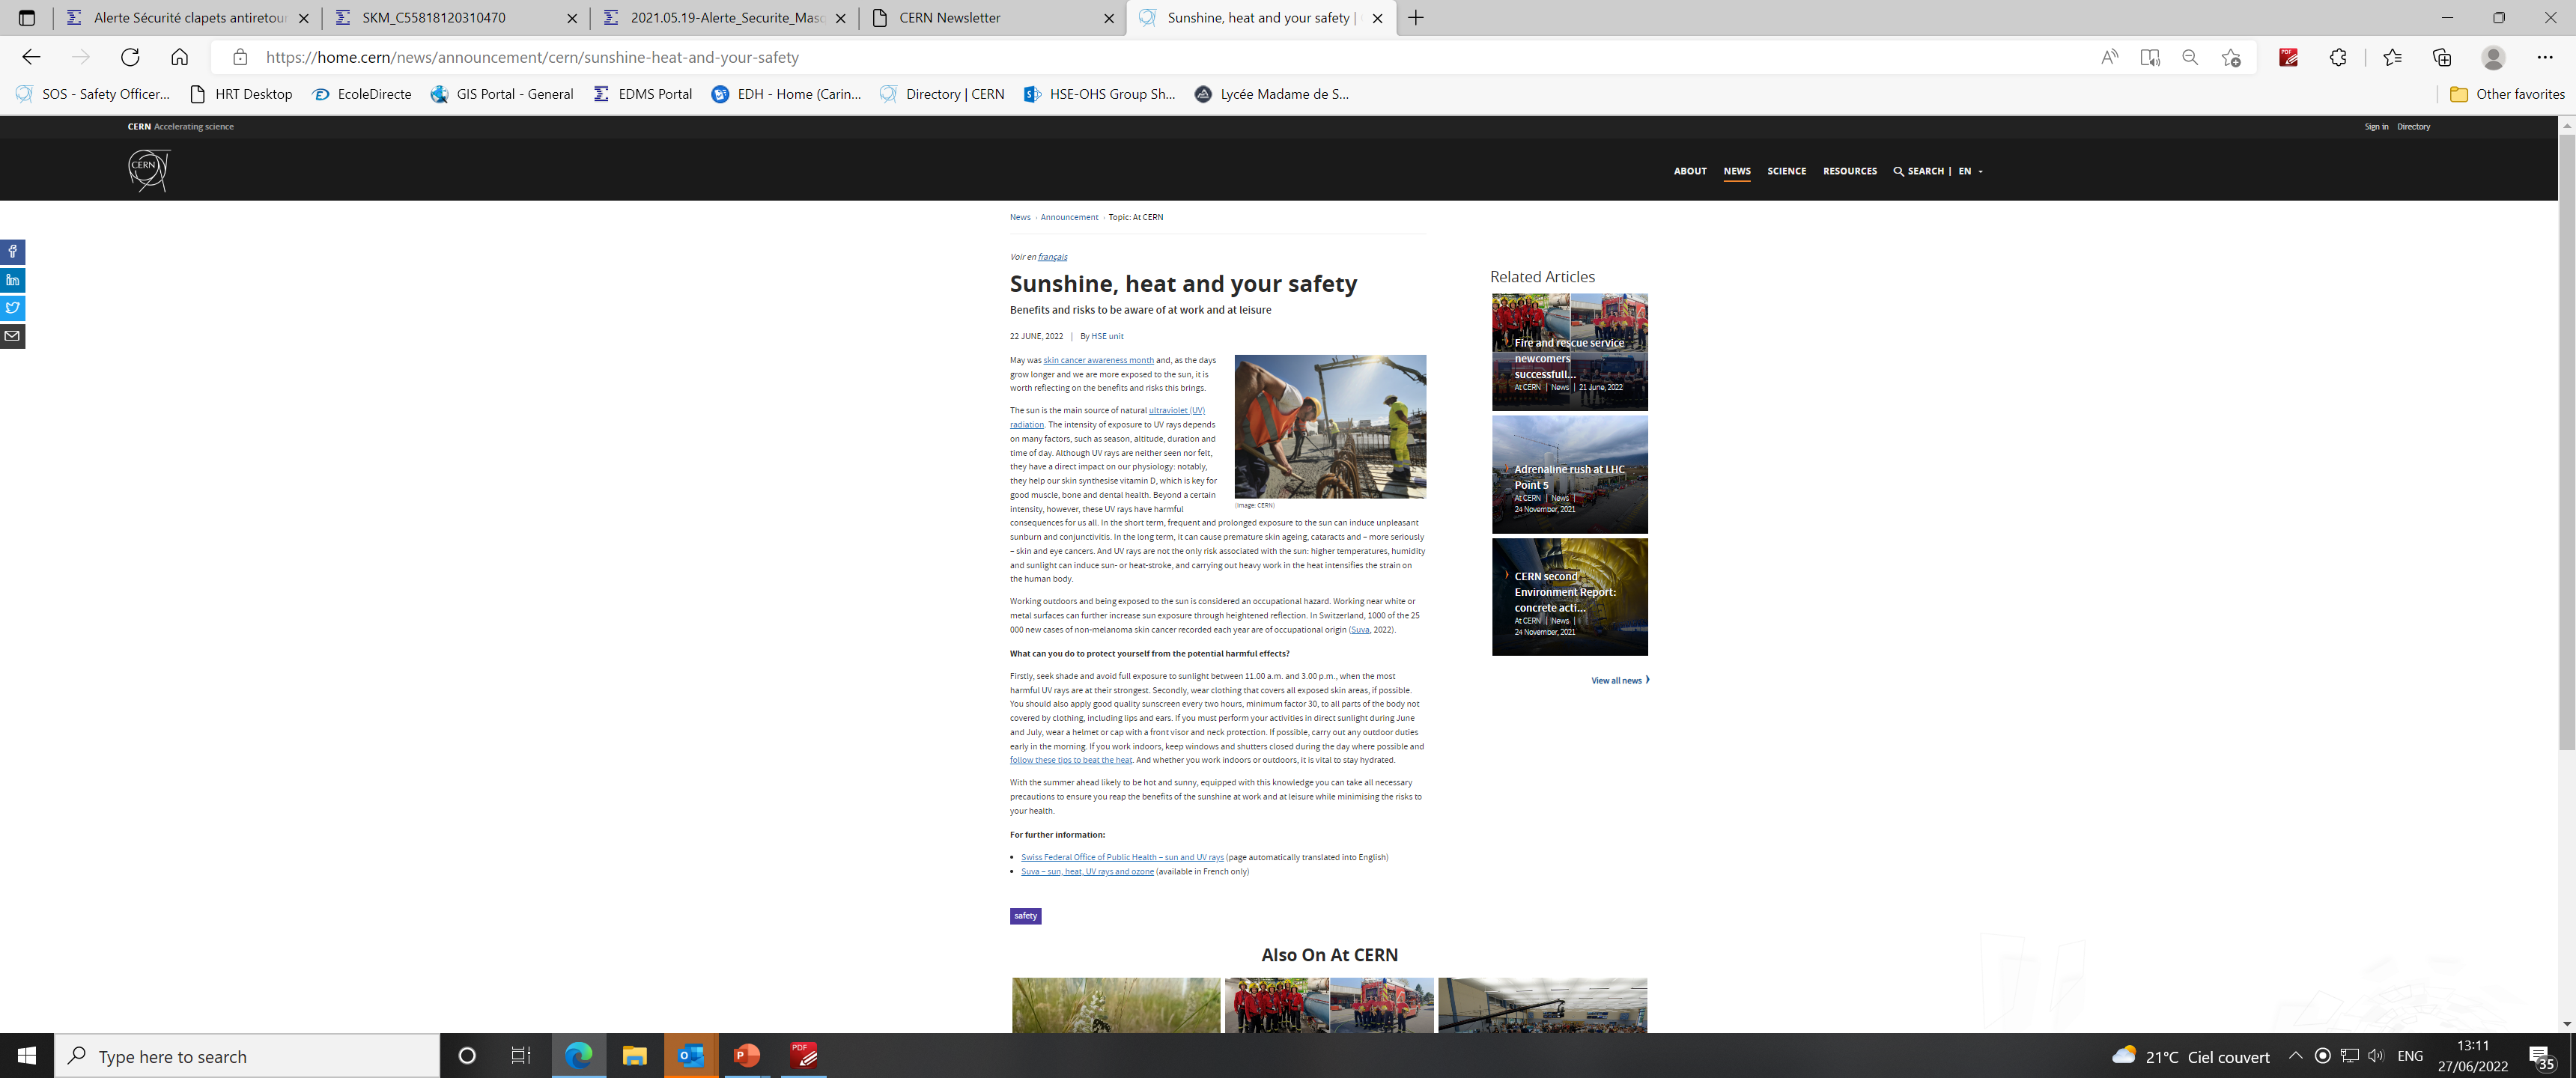 Alerte Sécurité clapets antiretour
SKM_C55818120310470
2021.05.19-Alerte_Securite_Masq
CERN Newsletter
Sunshine, heat and your safety |
https://home.cern/news/announcement/cern/sunshine-heat-and-your-safety
SOS - Safety Officer...
HRT Desktop
EcoleDirecte
GIS Portal - General
EDMS Portal
EDH - Home (Carin...
Directory | CERN
HSE-OHS Group Sh...
Lycée Madame de S...
Other favorites
CERN Accelerating science
Sign in Directory
CERN
ABOUT NEWS SCIENCE RESOURCES SEARCH | EN
News › Announcement › Topic: At CERN
Voir en français
Sunshine, heat and your safety
Benefits and risks to be aware of at work and at leisure
22 JUNE, 2022 | By HSE unit
May was skin cancer awareness month and, as the days
grow longer and we are more exposed to the sun, it is
worth reflecting on the benefits and risks this brings.
The sun is the main source of natural ultraviolet (UV)
radiation. The intensity of exposure to UV rays depends
on many factors, such as season, altitude, duration and
time of day. Although UV rays are neither seen nor felt,
they have a direct impact on our physiology: notably,
they help our skin synthesise vitamin D, which is key for
good muscle, bone and dental health. Beyond a certain
intensity, however, these UV rays have harmful
(Image: CERN)
consequences for us all. In the short term, frequent and prolonged exposure to the sun can induce unpleasant
sunburn and conjunctivitis. In the long term, it can cause premature skin ageing, cataracts and – more seriously
– skin and eye cancers. And UV rays are not the only risk associated with the sun: higher temperatures, humidity
and sunlight can induce sun- or heat-stroke, and carrying out heavy work in the heat intensifies the strain on
the human body.
Working outdoors and being exposed to the sun is considered an occupational hazard. Working near white or
metal surfaces can further increase sun exposure through heightened reflection. In Switzerland, 1000 of the 25
000 new cases of non-melanoma skin cancer recorded each year are of occupational origin (Suva, 2022).
What can you do to protect yourself from the potential harmful effects?
Firstly, seek shade and avoid full exposure to sunlight between 11.00 a.m. and 3.00 p.m., when the most
harmful UV rays are at their strongest. Secondly, wear clothing that covers all exposed skin areas, if possible.
You should also apply good quality sunscreen every two hours, minimum factor 30, to all parts of the body not
covered by clothing, including lips and ears. If you must perform your activities in direct sunlight during June
and July, wear a helmet or cap with a front visor and neck protection. If possible, carry out any outdoor duties
early in the morning. If you work indoors, keep windows and shutters closed during the day where possible and
follow these tips to beat the heat. And whether you work indoors or outdoors, it is vital to stay hydrated.
With the summer ahead likely to be hot and sunny, equipped with this knowledge you can take all necessary
precautions to ensure you reap the benefits of the sunshine at work and at leisure while minimising the risks to
your health.
For further information:
• Swiss Federal Office of Public Health – sun and UV rays (page automatically translated into English)
• Suva – sun, heat, UV rays and ozone (available in French only)
safety
Related Articles
Fire and rescue service
newcomers
successfull...
At CERN | News | 21 June, 2022
Adrenaline rush at LHC
Point 5
At CERN | News |
24 November, 2021
CERN second
Environment Report:
concrete acti...
At CERN | News |
24 November, 2021
View all news
Also On At CERN
Type here to search
21°C Ciel couvert
ENG
13:11
27/06/2022
35